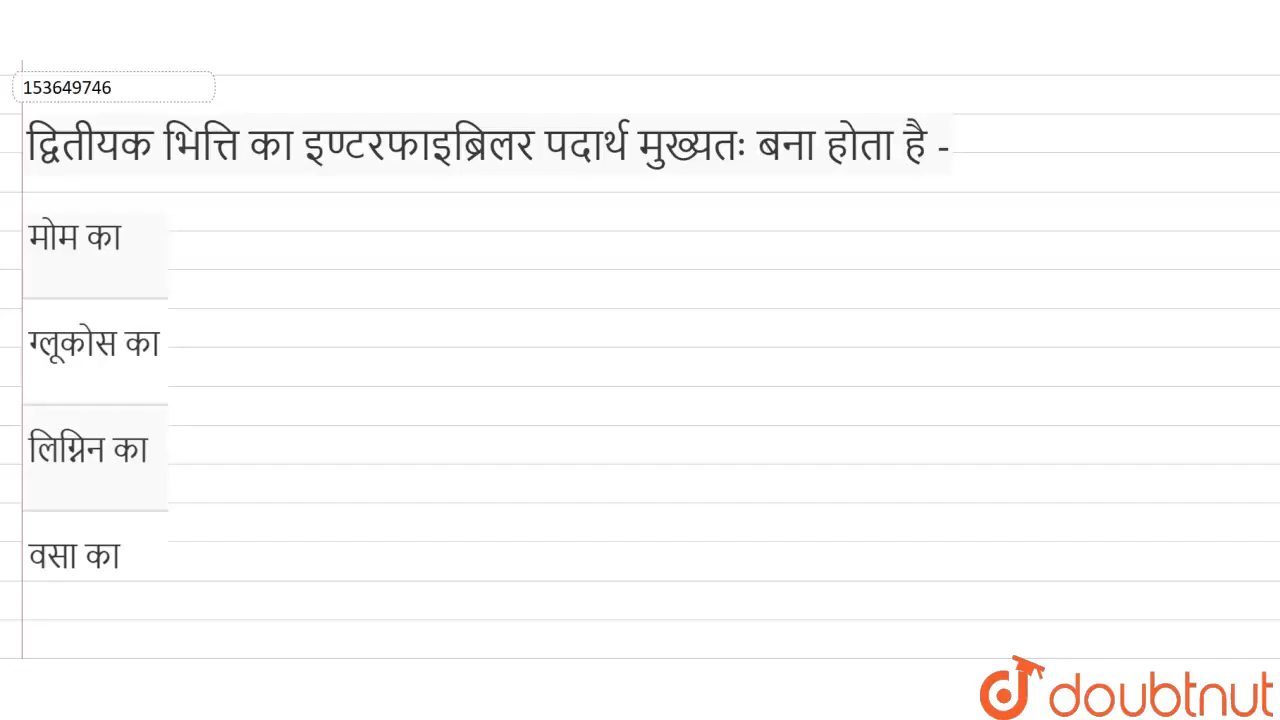 153649746
द्वितीयक भित्ति का इण्टरफाइब्रिलर पदार्थ मुख्यतः बना होता है -
मोम का
ग्लूकोस का
लिग्निन का
वसा का
doubtnut